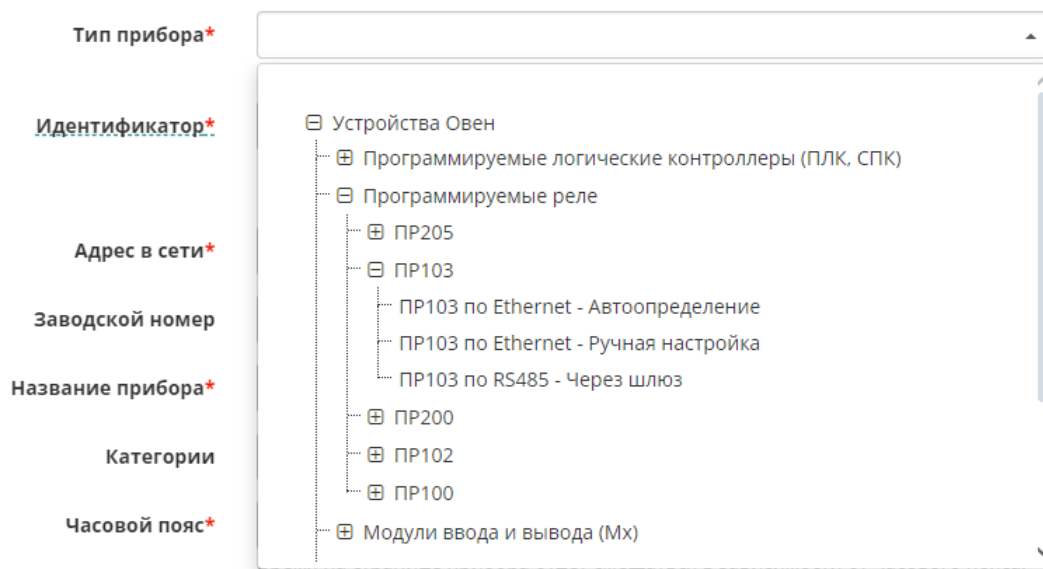 Тип прибора*
Идентификатор*
Устройства Овен
Программируемые логические контроллеры (ПЛК, СПК)
Программируемые реле
ПР205
Адрес в сети*
ПР103
ПР103 по Ethernet - Автоопределение
Заводской номер
ПР103 по Ethernet - Ручная настройка
ПР103 по RS485 - Через шлюз
Название прибора*
ПР200
Категории
ПР102
ПР100
Часовой пояс*
Модули ввода и вывода (Мх)